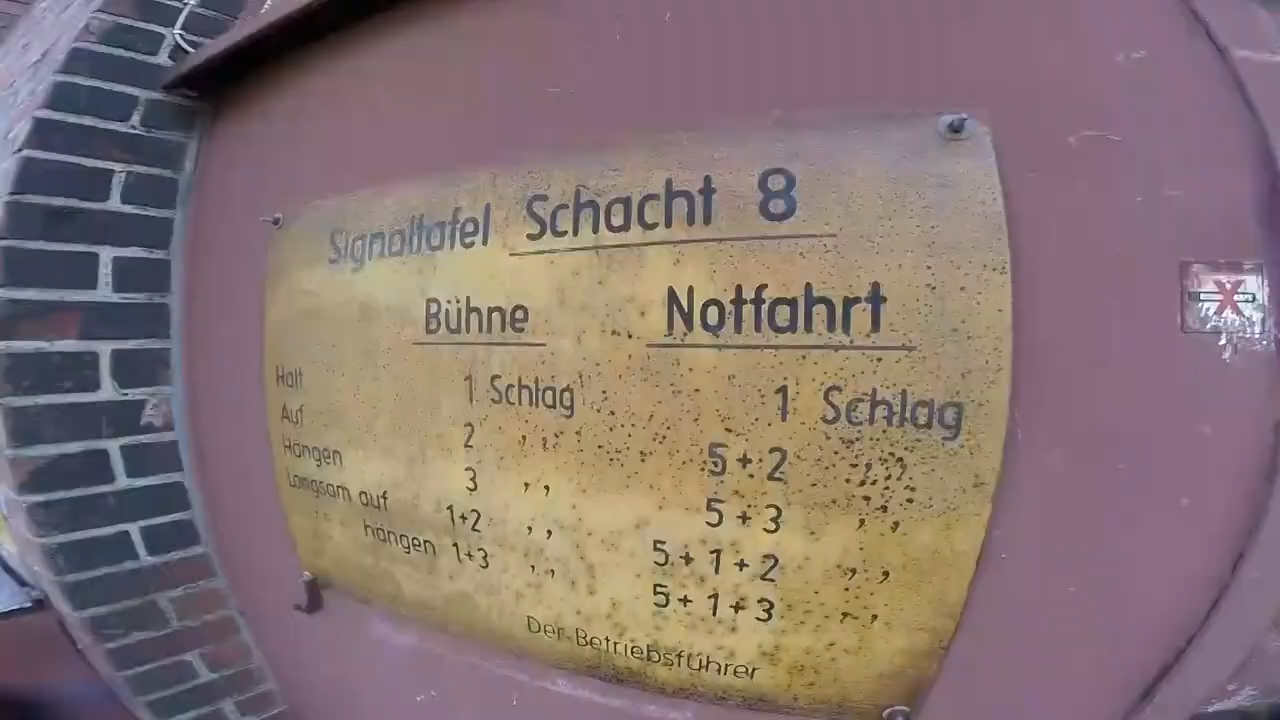 Signaltafel Schacht 8
Bühne Notfahrt
Halt 1 Schlag 1 Schlag
Auf 2 ,, 5+2 ,,
Hängen 3 ,, 5+3 ,,
Langsam auf 1+2 ,, 5+1+2 ,,
,, hängen 1+3 ,, 5+1+3 ,,
Der Betriebsführer